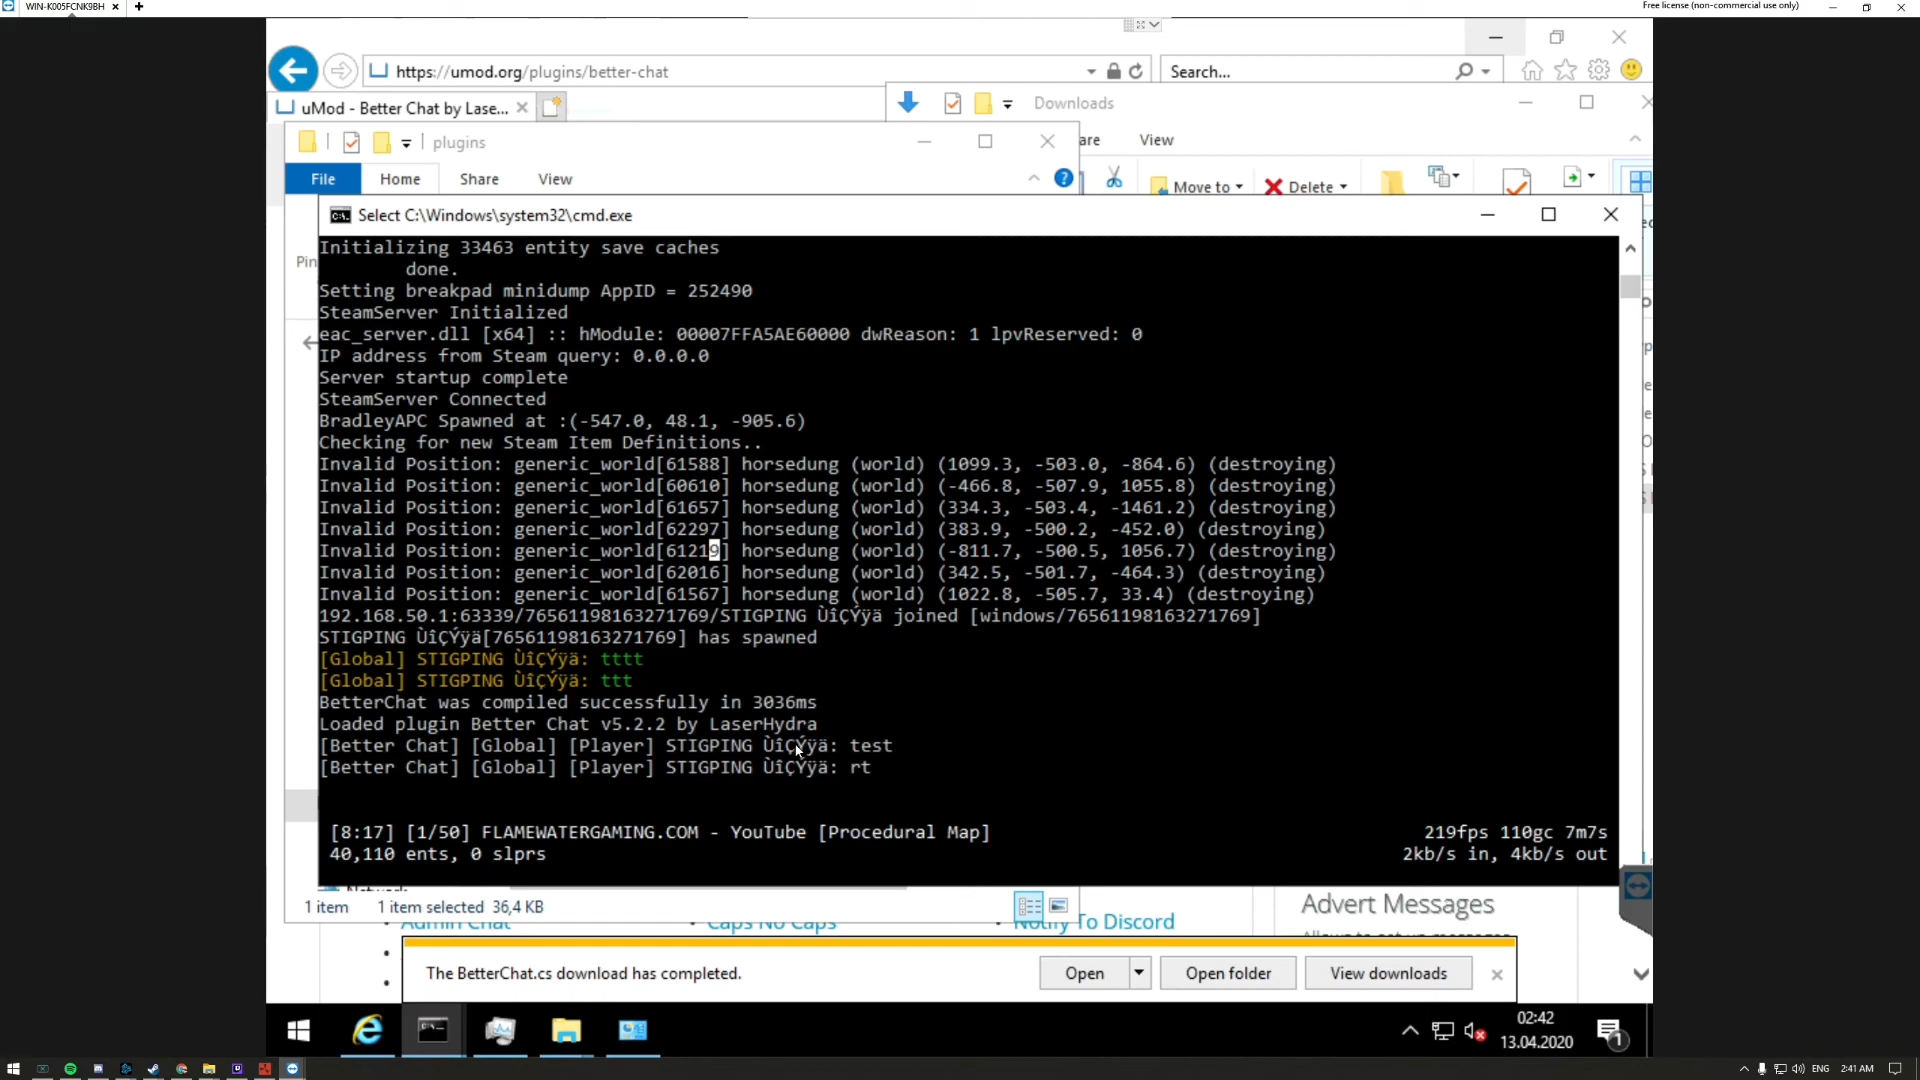 WIN-K005FCNK9BH
Free license (non-commercial use only)
https://umod.org/plugins/better-chat
Search...
uMod - Better Chat by Lase...
Downloads
plugins
are
View
File
Home
Share
View
Move to
Delete
Pin
Select C:\Windows\system32\cmd.exe
Initializing 33463 entity save caches
done.
Setting breakpad minidump AppID = 252490
SteamServer Initialized
eac_server.dll [x64] :: hModule: 00007FFA5AE60000 dwReason: 1 lpvReserved: 0
IP address from Steam query: 0.0.0.0
Server startup complete
SteamServer Connected
BradleyAPC Spawned at :(-547.0, 48.1, -905.6)
Checking for new Steam Item Definitions..
Invalid Position: generic_world[61588] horsedung (world) (1099.3, -503.0, -864.6) (destroying)
Invalid Position: generic_world[60610] horsedung (world) (-466.8, -507.9, 1055.8) (destroying)
Invalid Position: generic_world[61657] horsedung (world) (334.3, -503.4, -1461.2) (destroying)
Invalid Position: generic_world[62297] horsedung (world) (383.9, -500.2, -452.0) (destroying)
Invalid Position: generic_world[61219] horsedung (world) (-811.7, -500.5, 1056.7) (destroying)
Invalid Position: generic_world[62016] horsedung (world) (342.5, -501.7, -464.3) (destroying)
Invalid Position: generic_world[61567] horsedung (world) (1022.8, -505.7, 33.4) (destroying)
192.168.50.1:63339/76561198163271769/STIGPING ÙîÇÝÿä joined [windows/76561198163271769]
STIGPING ÙîÇÝÿä[76561198163271769] has spawned
[Global] STIGPING ÙîÇÝÿä: tttt
[Global] STIGPING ÙîÇÝÿä: ttt
BetterChat was compiled successfully in 3036ms
Loaded plugin Better Chat v5.2.2 by LaserHydra
[Better Chat] [Global] [Player] STIGPING ÙîÇÝÿä: test
[Better Chat] [Global] [Player] STIGPING ÙîÇÝÿä: rt
[8:17] [1/50] FLAMEWATERGAMING.COM - YouTube [Procedural Map]
219fps 110gc 7m7s
40,110 ents, 0 slprs
2kb/s in, 4kb/s out
Network
1 item
1 item selected 36,4 KB
Admin Chat
Caps No Caps
Notify To Discord
Advert Messages
The BetterChat.cs download has completed.
Open
Open folder
View downloads
02:42
13.04.2020
1
ENG
2:41 AM